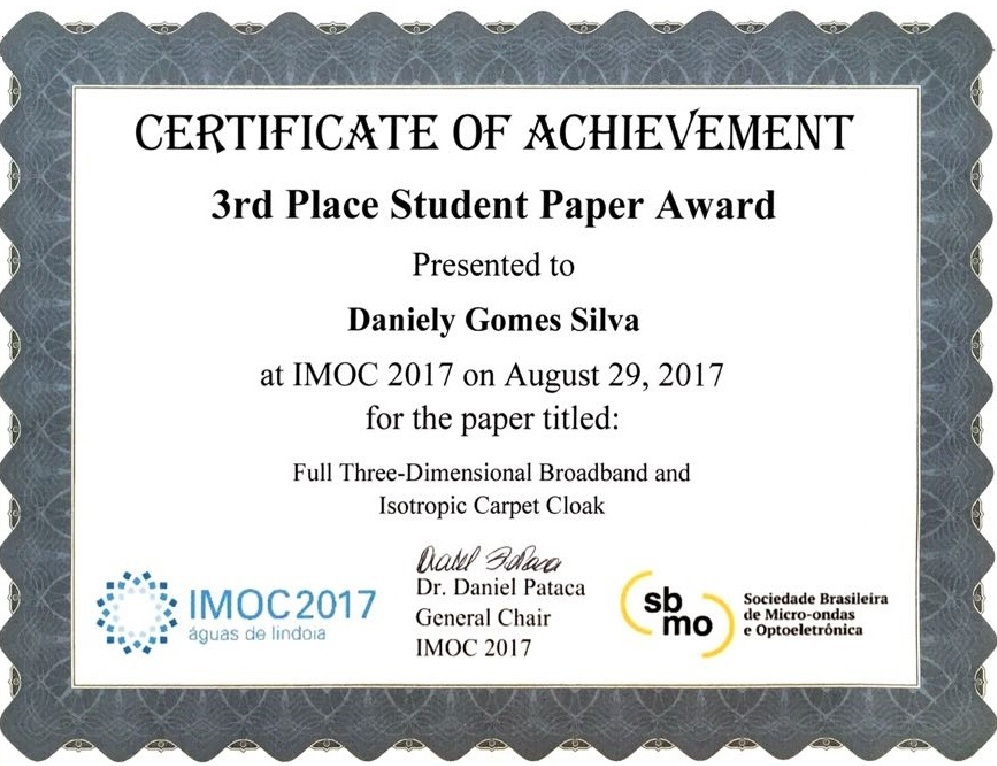 CERTIFICATE OF ACHIEVEMENT
3rd Place Student Paper Award
Presented to
Daniely Gomes Silva
at IMOC 2017 on August 29, 2017
for the paper titled:
Full Three-Dimensional Broadband and
Isotropic Carpet Cloak
Daniel Pataca
Dr. Daniel Pataca
General Chair
IMOC 2017
IMOC2017
águas de lindoia
sb
mo
Sociedade Brasileira
de Micro-ondas
e Optoeletrônica